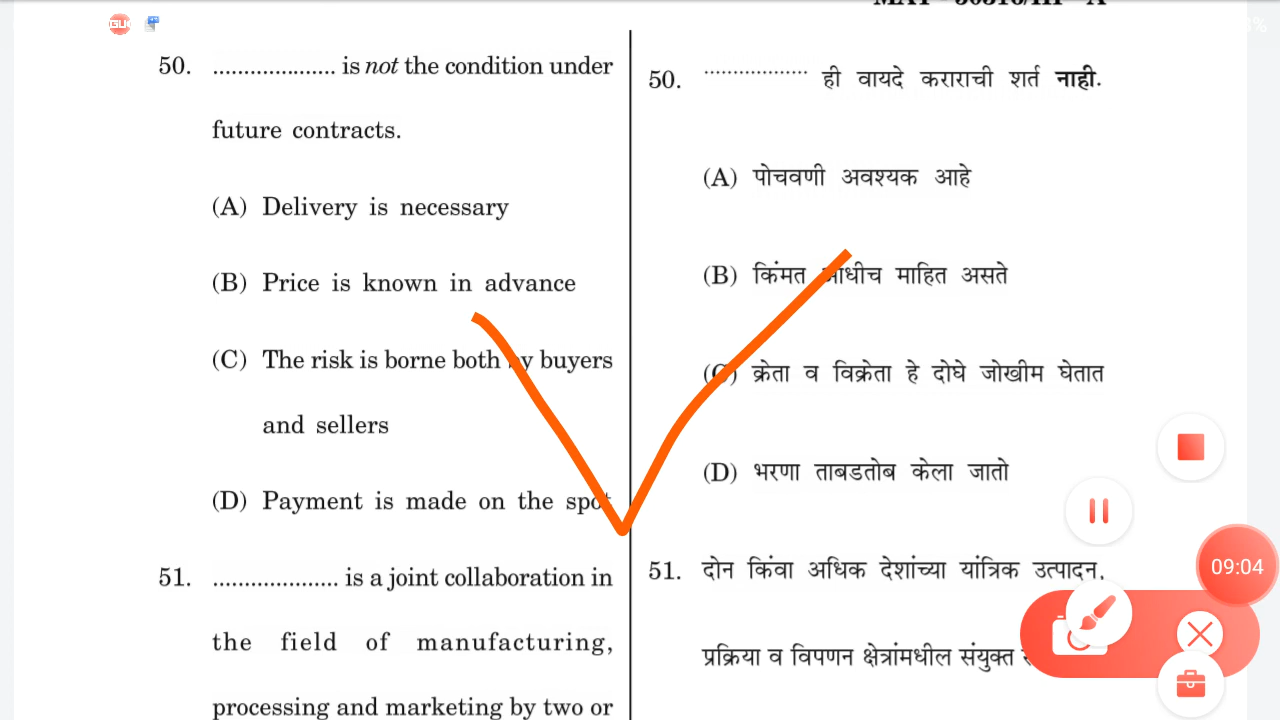 50. .................... is not the condition under
future contracts.
(A) Delivery is necessary
(B) Price is known in advance
(C) The risk is borne both by buyers
and sellers
(D) Payment is made on the spot
51. .................... is a joint collaboration in
the field of manufacturing,
processing and marketing by two or
50. .................. ही वायदे कराराची शर्त नाही.
(A) पोचवणी अवश्यक आहे
(B) किंमत आधीच माहित असते
(C) क्रेता व विक्रेता हे दोघे जोखीम घेतात
(D) भरणा ताबडतोब केला जातो
51. दोन किंवा अधिक देशांच्या यांत्रिक उत्पादन,
प्रक्रिया व विपणन क्षेत्रांमधील संयुक्त
09:04